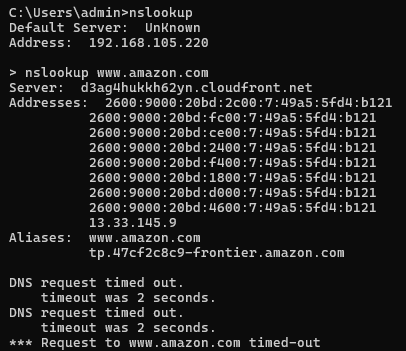 C:\Users\admin>nslookup
Default Server:  UnKnown
Address:  192.168.105.220

> nslookup www.amazon.com
Server:  d3ag4hukkh62yn.cloudfront.net
Addresses:  2600:9000:20bd:2c00:7:49a5:5fd4:b121
          2600:9000:20bd:fc00:7:49a5:5fd4:b121
          2600:9000:20bd:ce00:7:49a5:5fd4:b121
          2600:9000:20bd:2400:7:49a5:5fd4:b121
          2600:9000:20bd:f400:7:49a5:5fd4:b121
          2600:9000:20bd:1800:7:49a5:5fd4:b121
          2600:9000:20bd:d000:7:49a5:5fd4:b121
          2600:9000:20bd:4600:7:49a5:5fd4:b121
          13.33.145.9
Aliases:  www.amazon.com
          tp.47cf2c8c9-frontier.amazon.com

DNS request timed out.
    timeout was 2 seconds.
DNS request timed out.
    timeout was 2 seconds.
*** Request to www.amazon.com timed-out